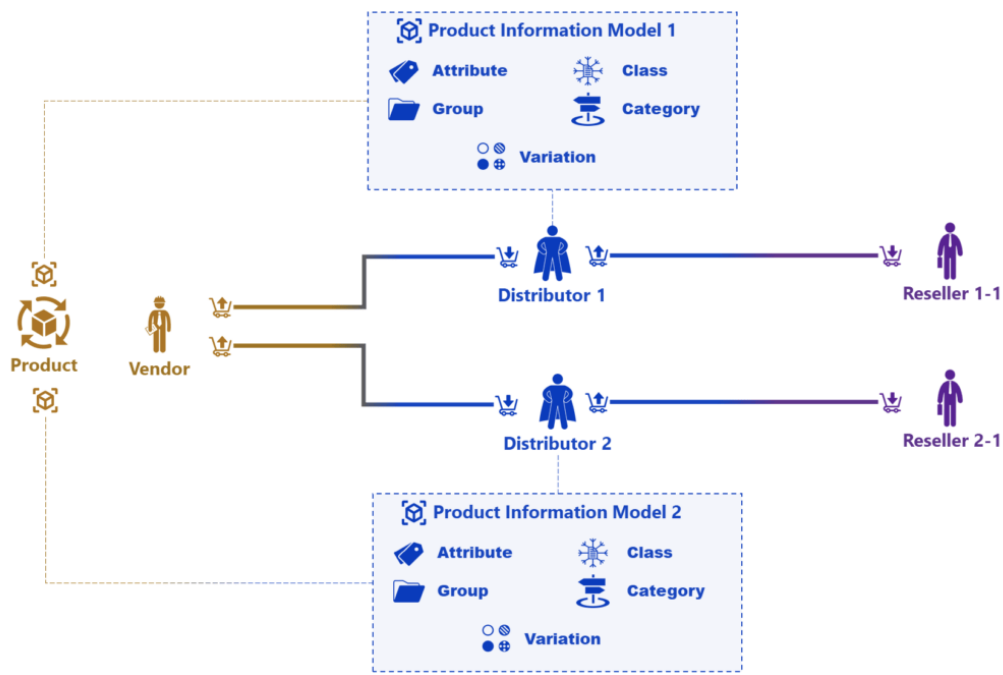 Product Information Model 1
Attribute
Class
Group
Category
Variation
Distributor 1
Reseller 1-1
Product
Vendor
Distributor 2
Reseller 2-1
Product Information Model 2
Attribute
Class
Group
Category
Variation